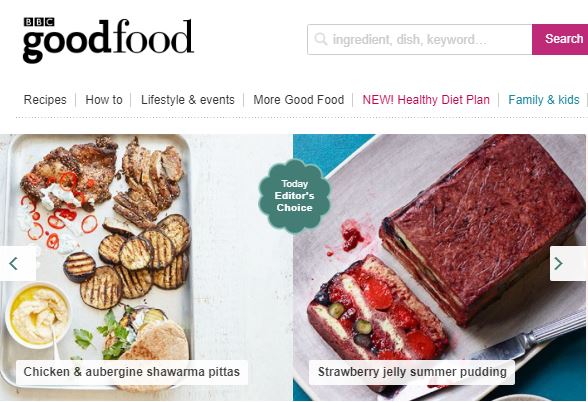 BBC
goodfood
ingredient, dish, keyword...
Search
Recipes
How to
Lifestyle & events
More Good Food
NEW! Healthy Diet Plan
Family & kids
Today
Editor's
Choice
Chicken & aubergine shawarma pittas
Strawberry jelly summer pudding